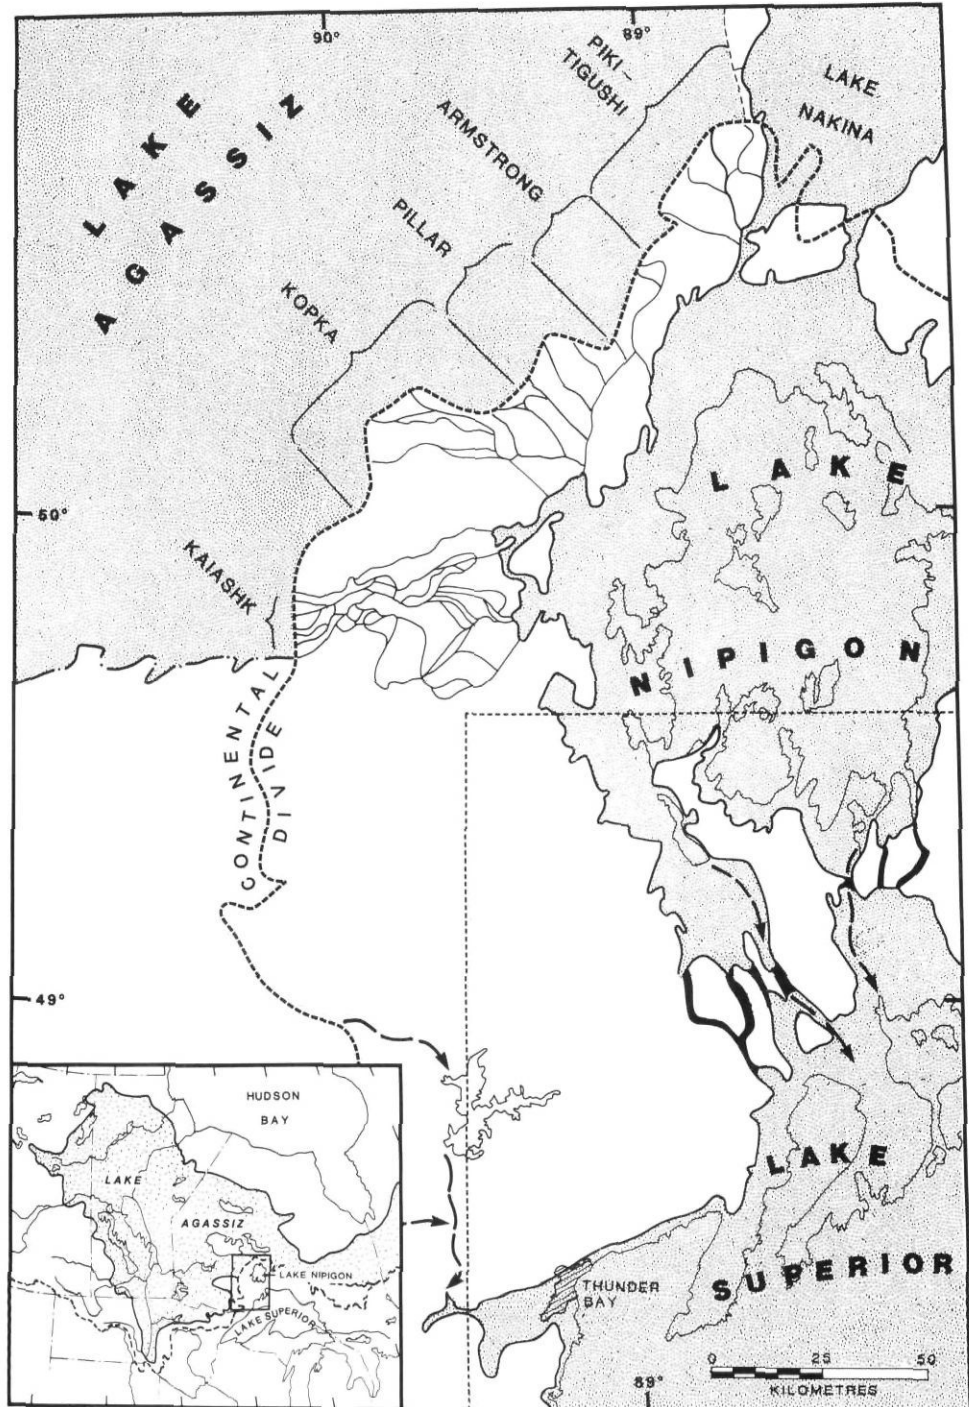 90°
89°
PIKI-
TIGUSHI
LAKE
NAKINA
ARMSTRONG
LAKE
AGASSIZ
PILLAR
KOPKA
LAKE
50°
KAIASHK
NIPIGON
CONTINENTAL
DIVIDE
49°
HUDSON
BAY
LAKE
AGASSIZ
LAKE NIPIGON
LAKE SUPERIOR
LAKE
SUPERIOR
THUNDER
BAY
0 25 50
KILOMETRES
89°